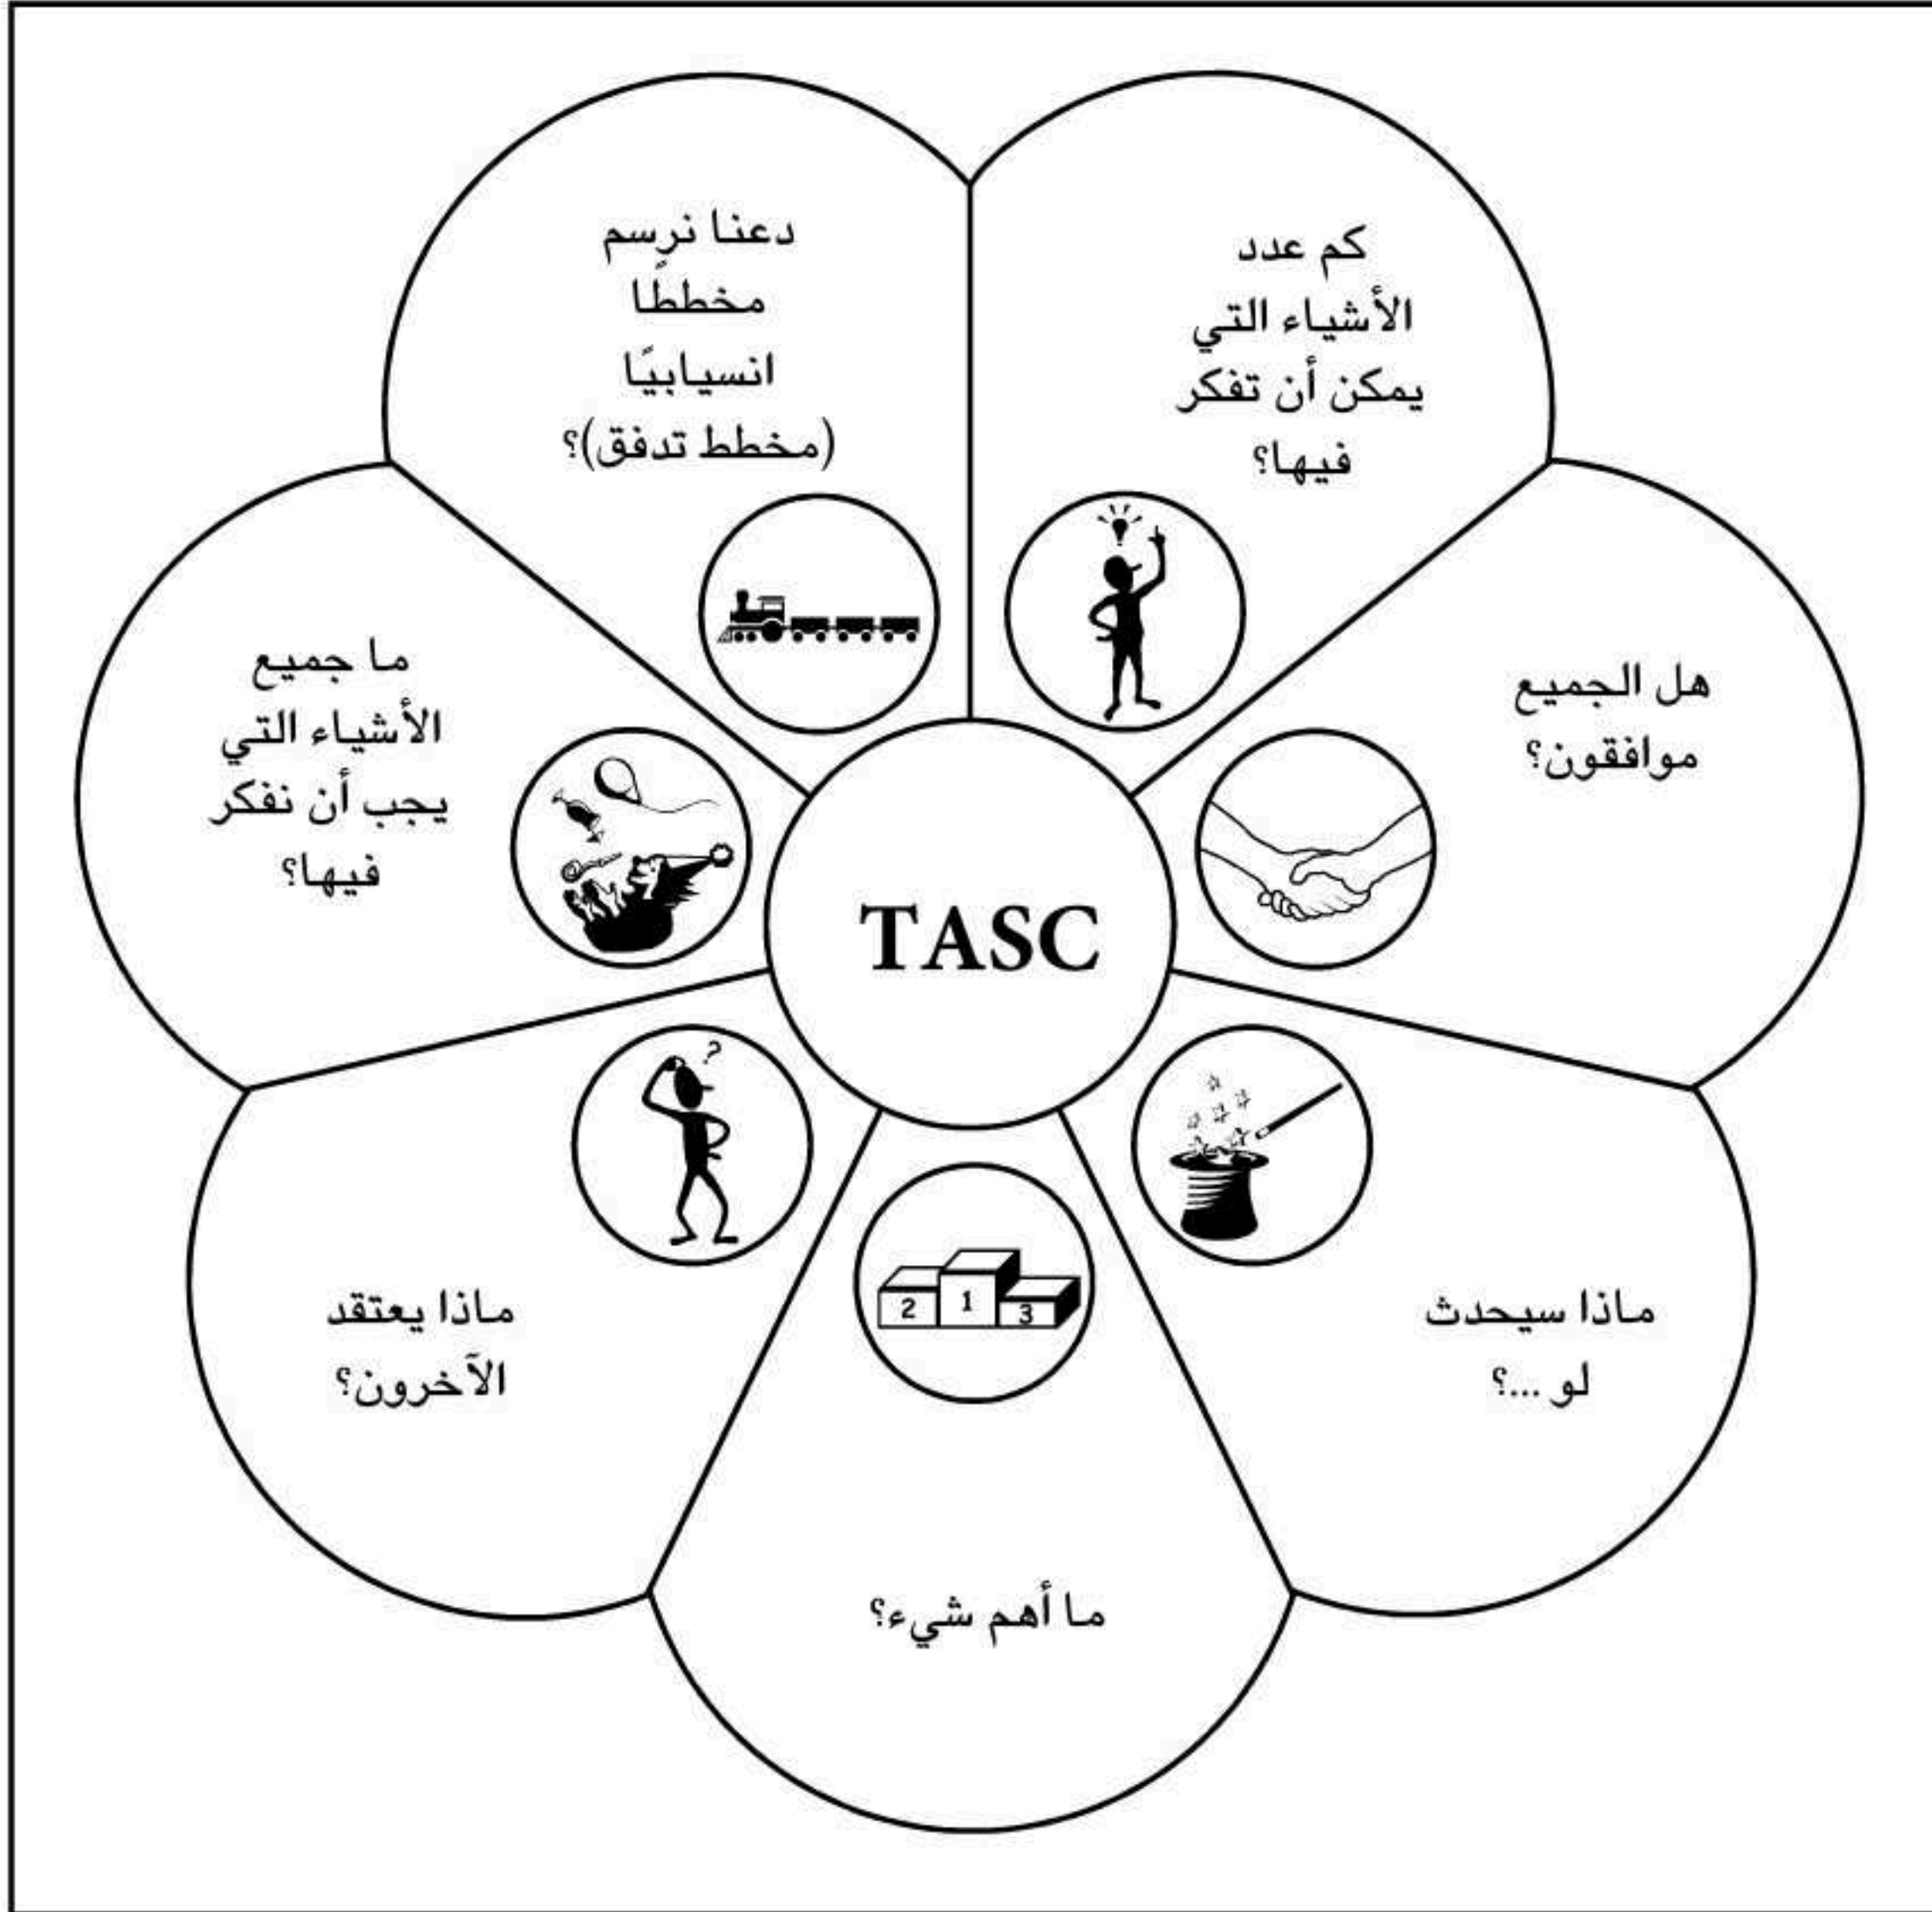 كم عدد
الأشياء التي
يمكن أن تفكر
فيها؟
هل الجميع
موافقون؟
ماذا سيحدث
لو ...؟
ما أهم شيء؟
2
1
3
ماذا يعتقد
الآخرون؟
?
ما جميع
الأشياء التي
يجب أن نفكر
فيها؟
دعنا نرسم
مخططًا
انسيابيًا
(مخطط تدفق)؟
TASC